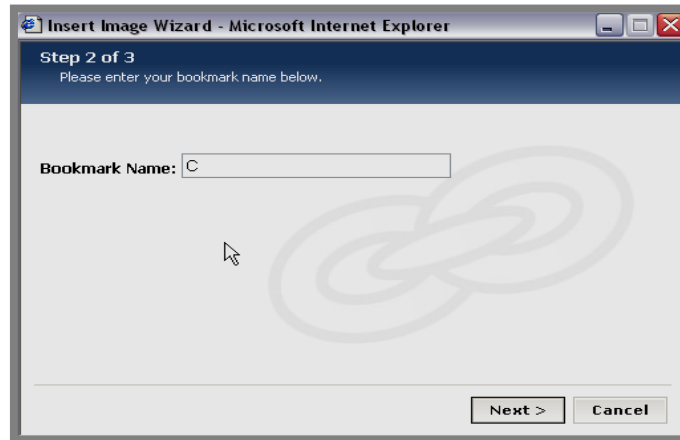 Insert Image Wizard - Microsoft Internet Explorer
Step 2 of 3
Please enter your bookmark name below.
Bookmark Name: C
Next > Cancel